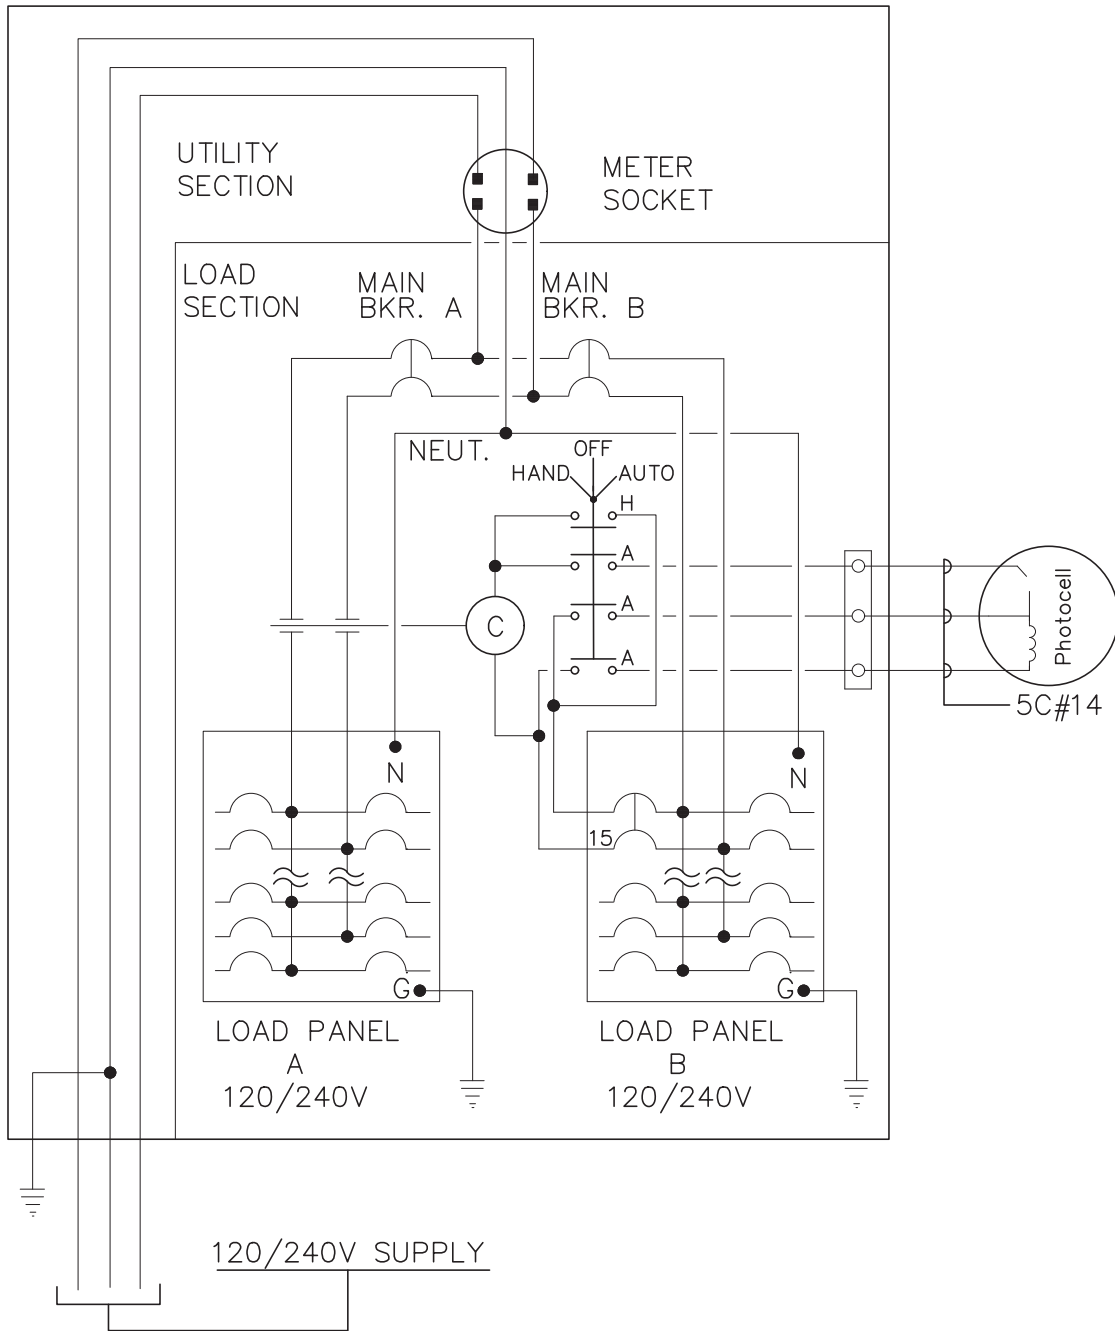 UTILITY
SECTION
METER
SOCKET
LOAD
SECTION
MAIN
BKR. A
MAIN
BKR. B
NEUT.
OFF
HAND
AUTO
H
A
A
A
C
Photocell
5C#14
N
N
15
G
G
LOAD PANEL
A
120/240V
LOAD PANEL
B
120/240V
120/240V SUPPLY